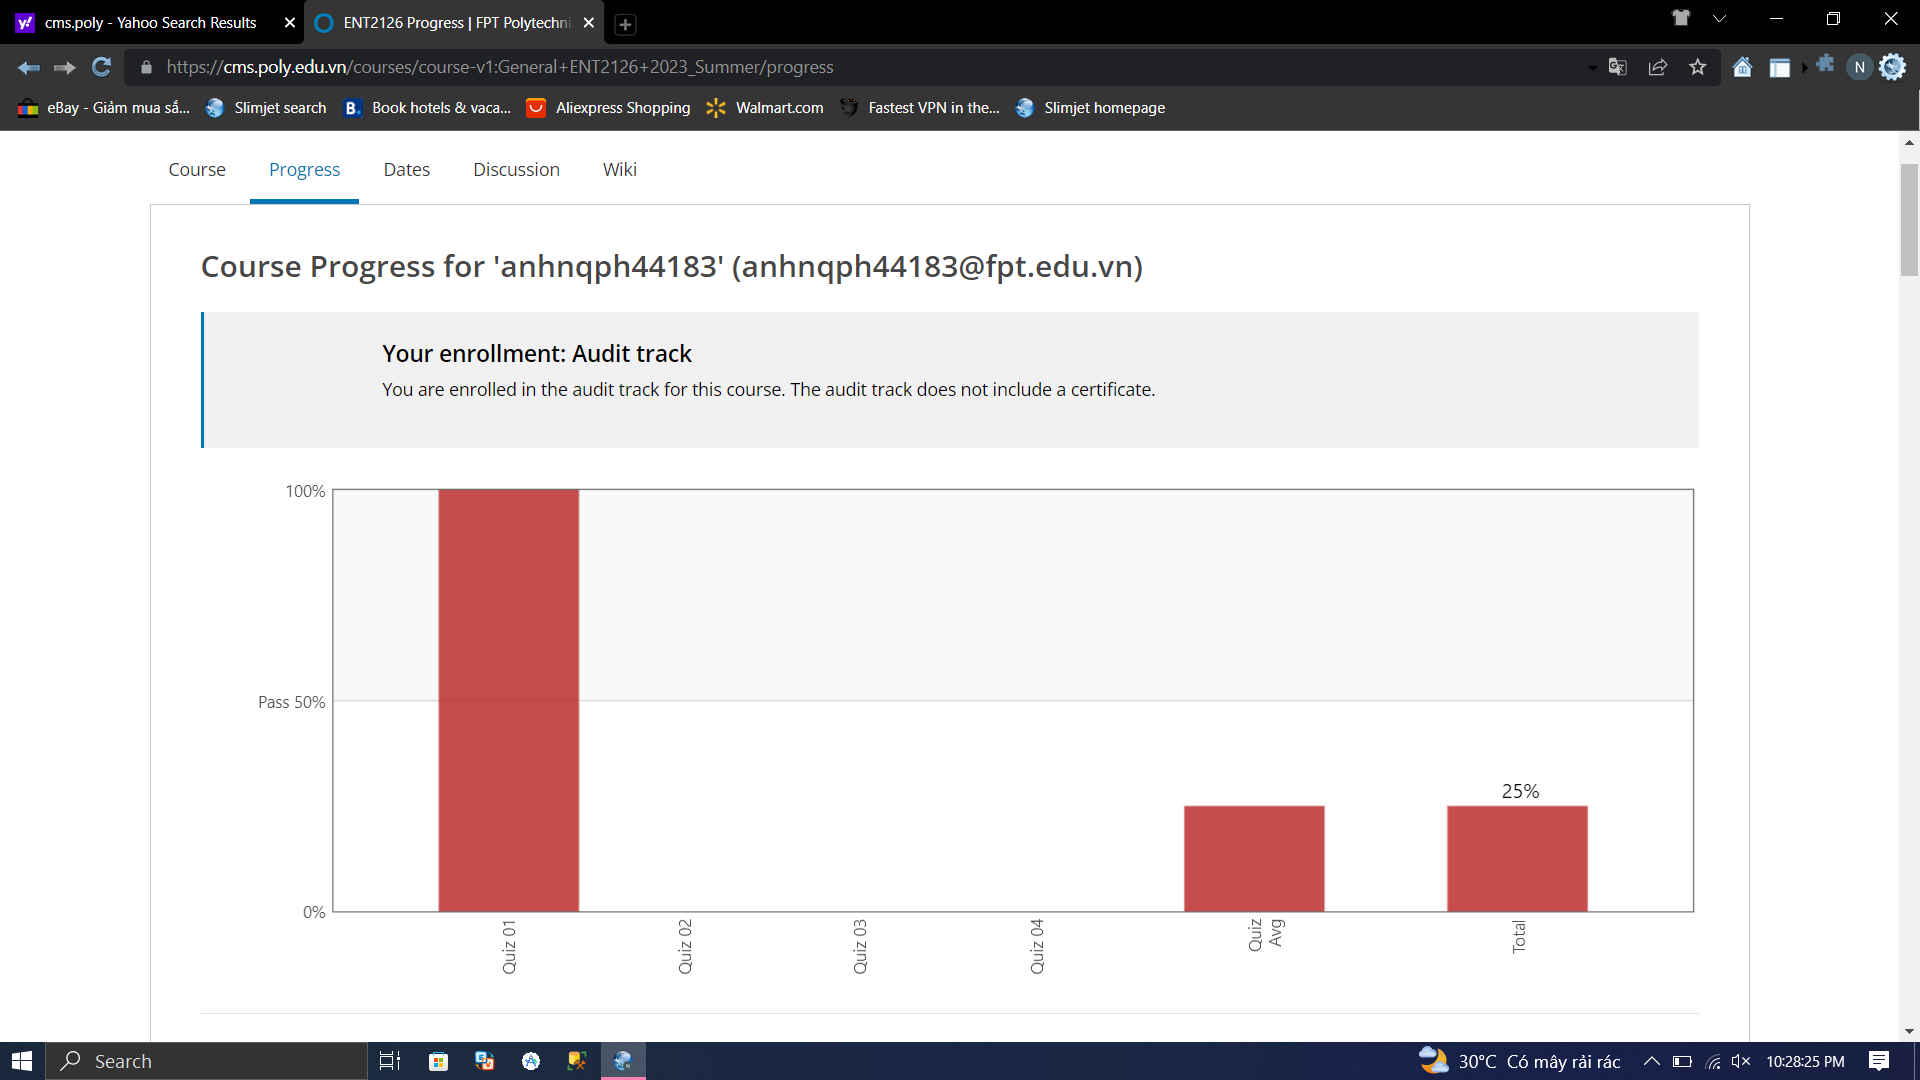 cms.poly - Yahoo Search Results
ENT2126 Progress | FPT Polytechni
https://cms.poly.edu.vn/courses/course-v1:General+ENT2126+2023_Summer/progress
N
eBay - Giảm mua sắ...
Slimjet search
B.
Book hotels & vaca...
Aliexpress Shopping
Walmart.com
Fastest VPN in the...
Slimjet homepage
Course
Progress
Dates
Discussion
Wiki
Course Progress for 'anhnqph44183' (anhnqph44183@fpt.edu.vn)
Your enrollment: Audit track
You are enrolled in the audit track for this course. The audit track does not include a certificate.
100%
Pass 50%
0%
25%
Quiz 01
Quiz 02
Quiz 03
Quiz 04
Quiz
Avg
Total
Search
30°C Có mây rải rác
10:28:25 PM